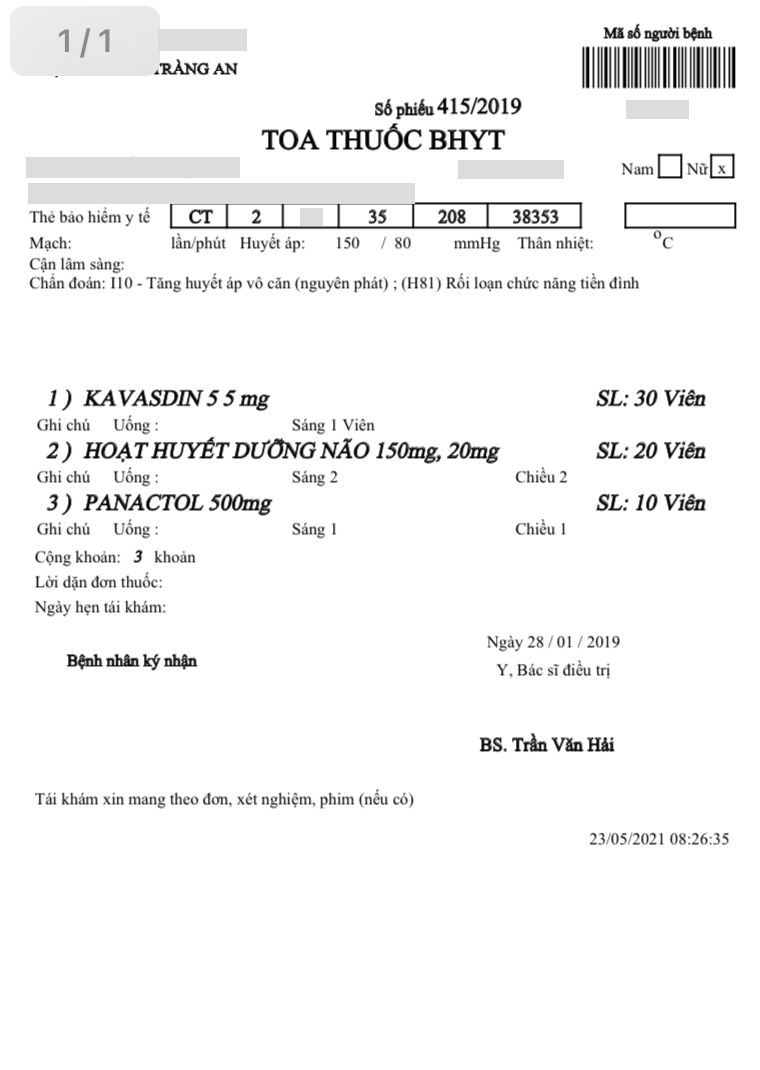 1/1
Mã số người bệnh
TRÀNG AN
Số phiếu 415/2019
TOA THUỐC BHYT
Nam Nữ x
Thẻ bảo hiểm y tế CT 2 35 208 38353
Mạch: lần/phút Huyết áp: 150 / 80 mmHg Thân nhiệt: °C
Cận lâm sàng:
Chẩn đoán: I10 - Tăng huyết áp vô căn (nguyên phát) ; (H81) Rối loạn chức năng tiền đình
1 ) KAVASDIN 5 5 mg SL: 30 Viên
Ghi chú Uống : Sáng 1 Viên
2 ) HOẠT HUYẾT DƯỠNG NÃO 150mg, 20mg SL: 20 Viên
Ghi chú Uống : Sáng 2 Chiều 2
3 ) PANACTOL 500mg SL: 10 Viên
Ghi chú Uống : Sáng 1 Chiều 1
Cộng khoản: 3 khoản
Lời dặn đơn thuốc:
Ngày hẹn tái khám:
Ngày 28 / 01 / 2019
Bệnh nhân ký nhận
Y, Bác sĩ điều trị
BS. Trần Văn Hải
Tái khám xin mang theo đơn, xét nghiệm, phim (nếu có)
23/05/2021 08:26:35